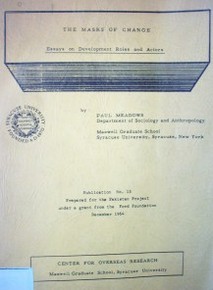 THE MASKS OF CHANGE
Essays on Development Roles and Actors
by
PAUL MEADOWS
Department of Sociology and Anthropology
Maxwell Graduate School
Syracuse University, Syracuse, New York
Publication No. 
Prepared for the Pakistan Project
under a grant from the Ford Foundation
December 1964
CENTER FOR OVERSEAS RESEARCH
Maxwell Graduate School, Syracuse University